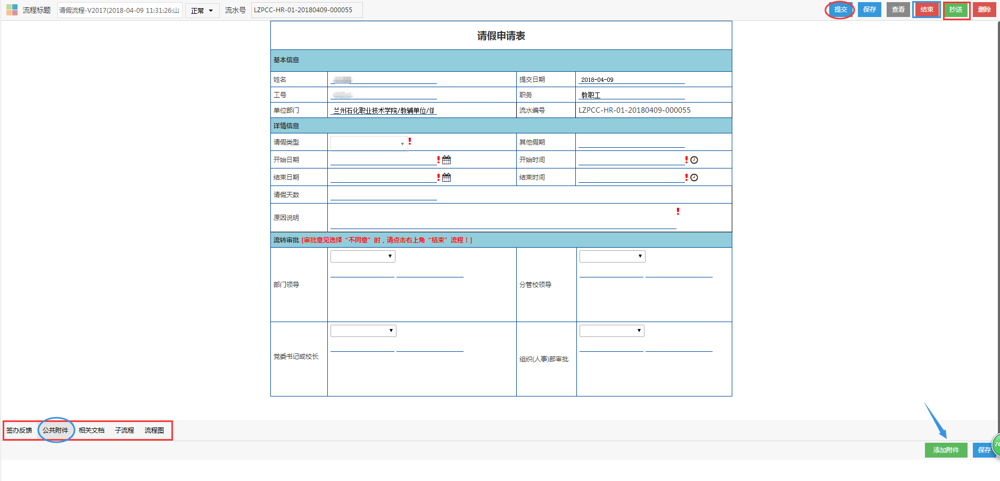 流程标题 请假流程-V2017(2018-04-09 11:31:26:山 正常 流水号 LZPCC-HR-01-20180409-000055 提交 保存 查看 结束 抄送 删除
请假申请表
基本信息
姓名 提交日期 2018-04-09
工号 职务 教职工
单位部门 兰州石化职业技术学院/教辅单位/信 流水编号 LZPCC-HR-01-20180409-000055
详情信息
请假类型 ! 其他假期
开始日期 ! 开始时间 !
结束日期 ! 结束时间 !
请假天数
原因说明 !
流转审批 [审批意见选择“不同意”时，请点击右上角“结束”流程！]
部门领导 分管校领导
党委书记或校长 组织(人事)部审批
签办反馈 公共附件 相关文档 子流程 流程图
添加附件 保存 76